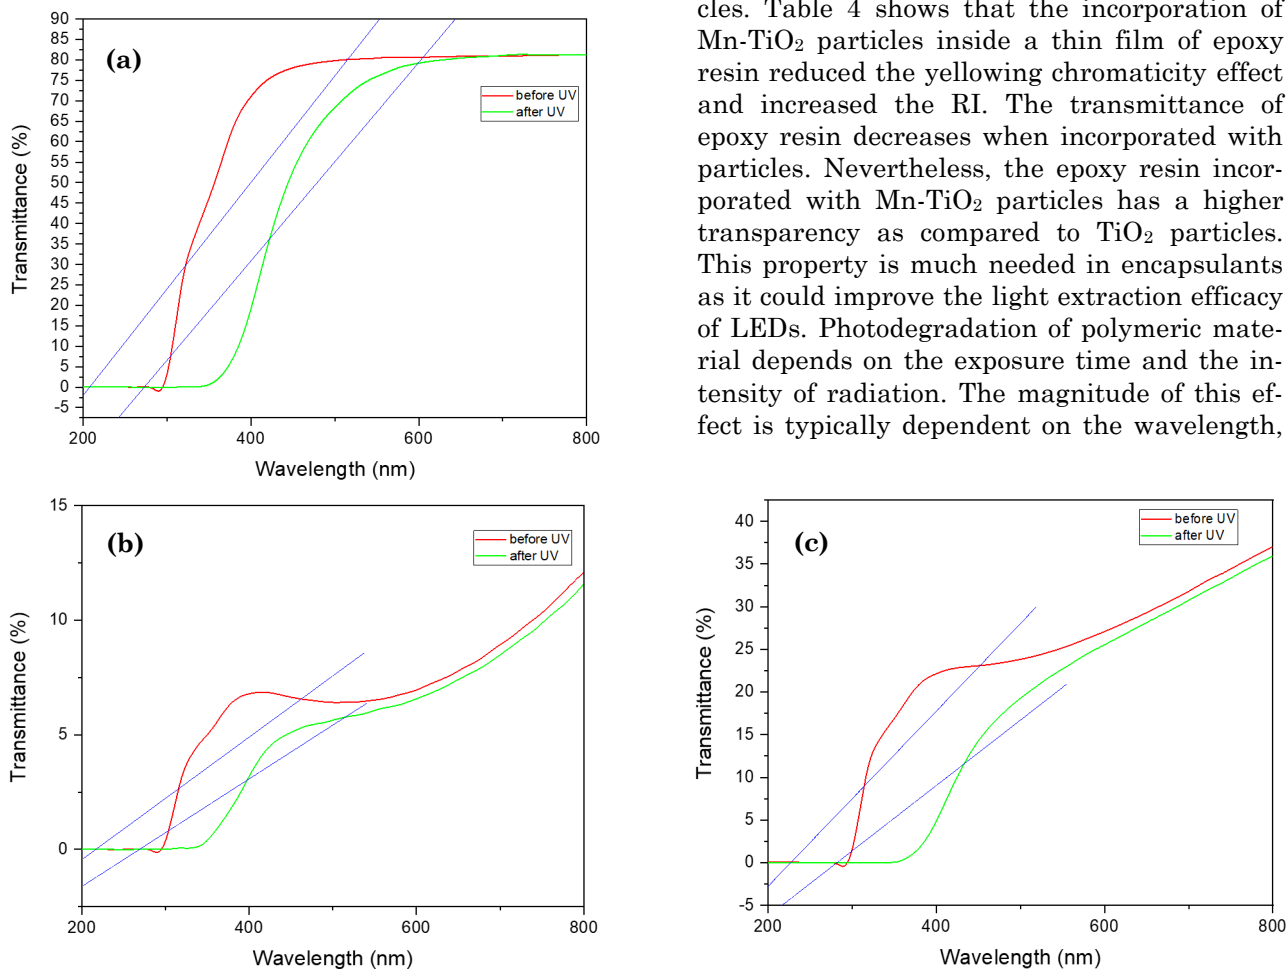 90
85
80
75
70
65
60
55
50
45
40
35
30
25
20
15
10
5
0
-5
Transmittance (%)
(a)
before UV
after UV
200
400
600
800
Wavelength (nm)
cles. Table 4 shows that the incorporation of
Mn-TiO₂ particles inside a thin film of epoxy
resin reduced the yellowing chromaticity effect
and increased the RI. The transmittance of
epoxy resin decreases when incorporated with
particles. Nevertheless, the epoxy resin incor-
porated with Mn-TiO₂ particles has a higher
transparency as compared to TiO₂ particles.
This property is much needed in encapsulants
as it could improve the light extraction efficacy
of LEDs. Photodegradation of polymeric mate-
rial depends on the exposure time and the in-
tensity of radiation. The magnitude of this ef-
fect is typically dependent on the wavelength,
15
10
5
0
Transmittance (%)
(b)
before UV
after UV
200
400
600
800
Wavelength (nm)
40
35
30
25
20
15
10
5
0
-5
Transmittance (%)
(c)
before UV
after UV
200
400
600
800
Wavelength (nm)